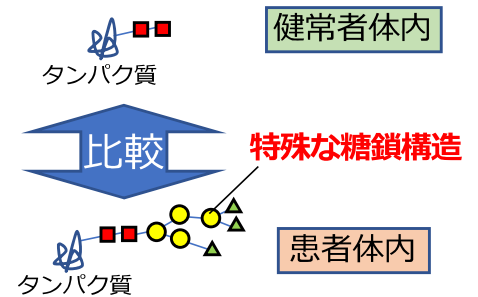 健常者体内
タンパク質
比較
特殊な糖鎖構造
患者体内
タンパク質